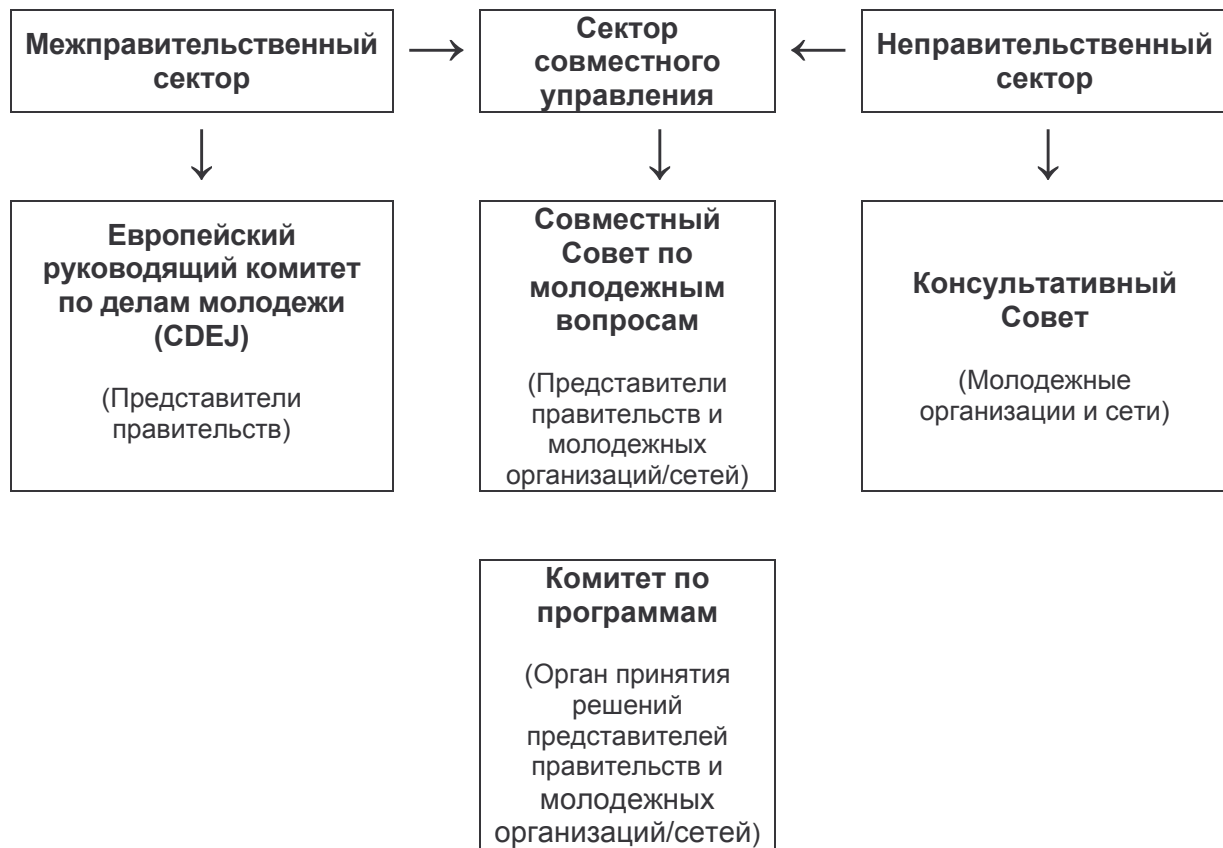 Межправительственный
сектор
Сектор
совместного
управления
Неправительственный
сектор
Европейский
руководящий комитет
по делам молодежи
(CDEJ)
(Представители
правительств)
Совместный
Совет по
молодежным
вопросам
(Представители
правительств и
молодежных
организаций/сетей)
Консультативный
Совет
(Молодежные
организации и сети)
Комитет по
программам
(Орган принятия
решений
представителей
правительств и
молодежных
организаций/сетей)